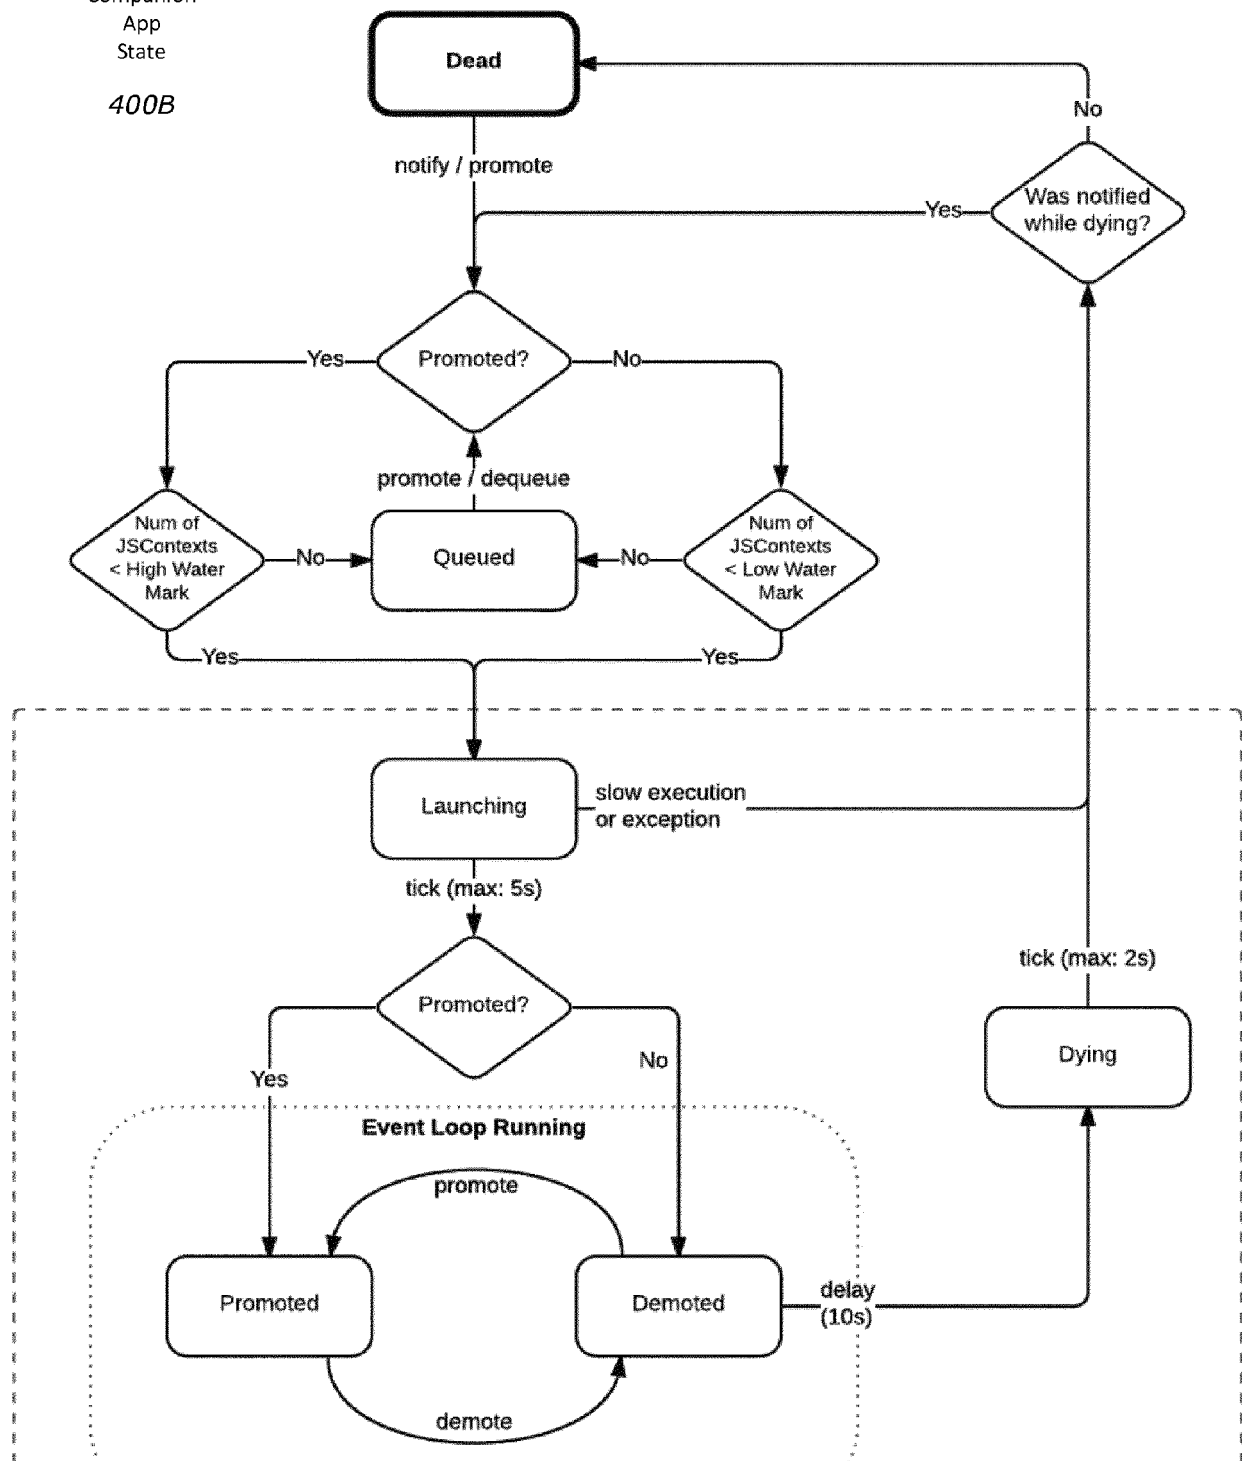 App
State
400B
Dead
No
notify / promote
Was notified
while dying?
Yes
Promoted?
Yes
No
promote / dequeue
Num of
JSContexts
< High Water
Mark
No
Queued
No
Num of
JSContexts
< Low Water
Mark
Yes
Yes
Launching
slow execution
or exception
tick (max: 5s)
tick (max: 2s)
Promoted?
Dying
Yes
No
Event Loop Running
promote
Promoted
Demoted
delay
(10s)
demote